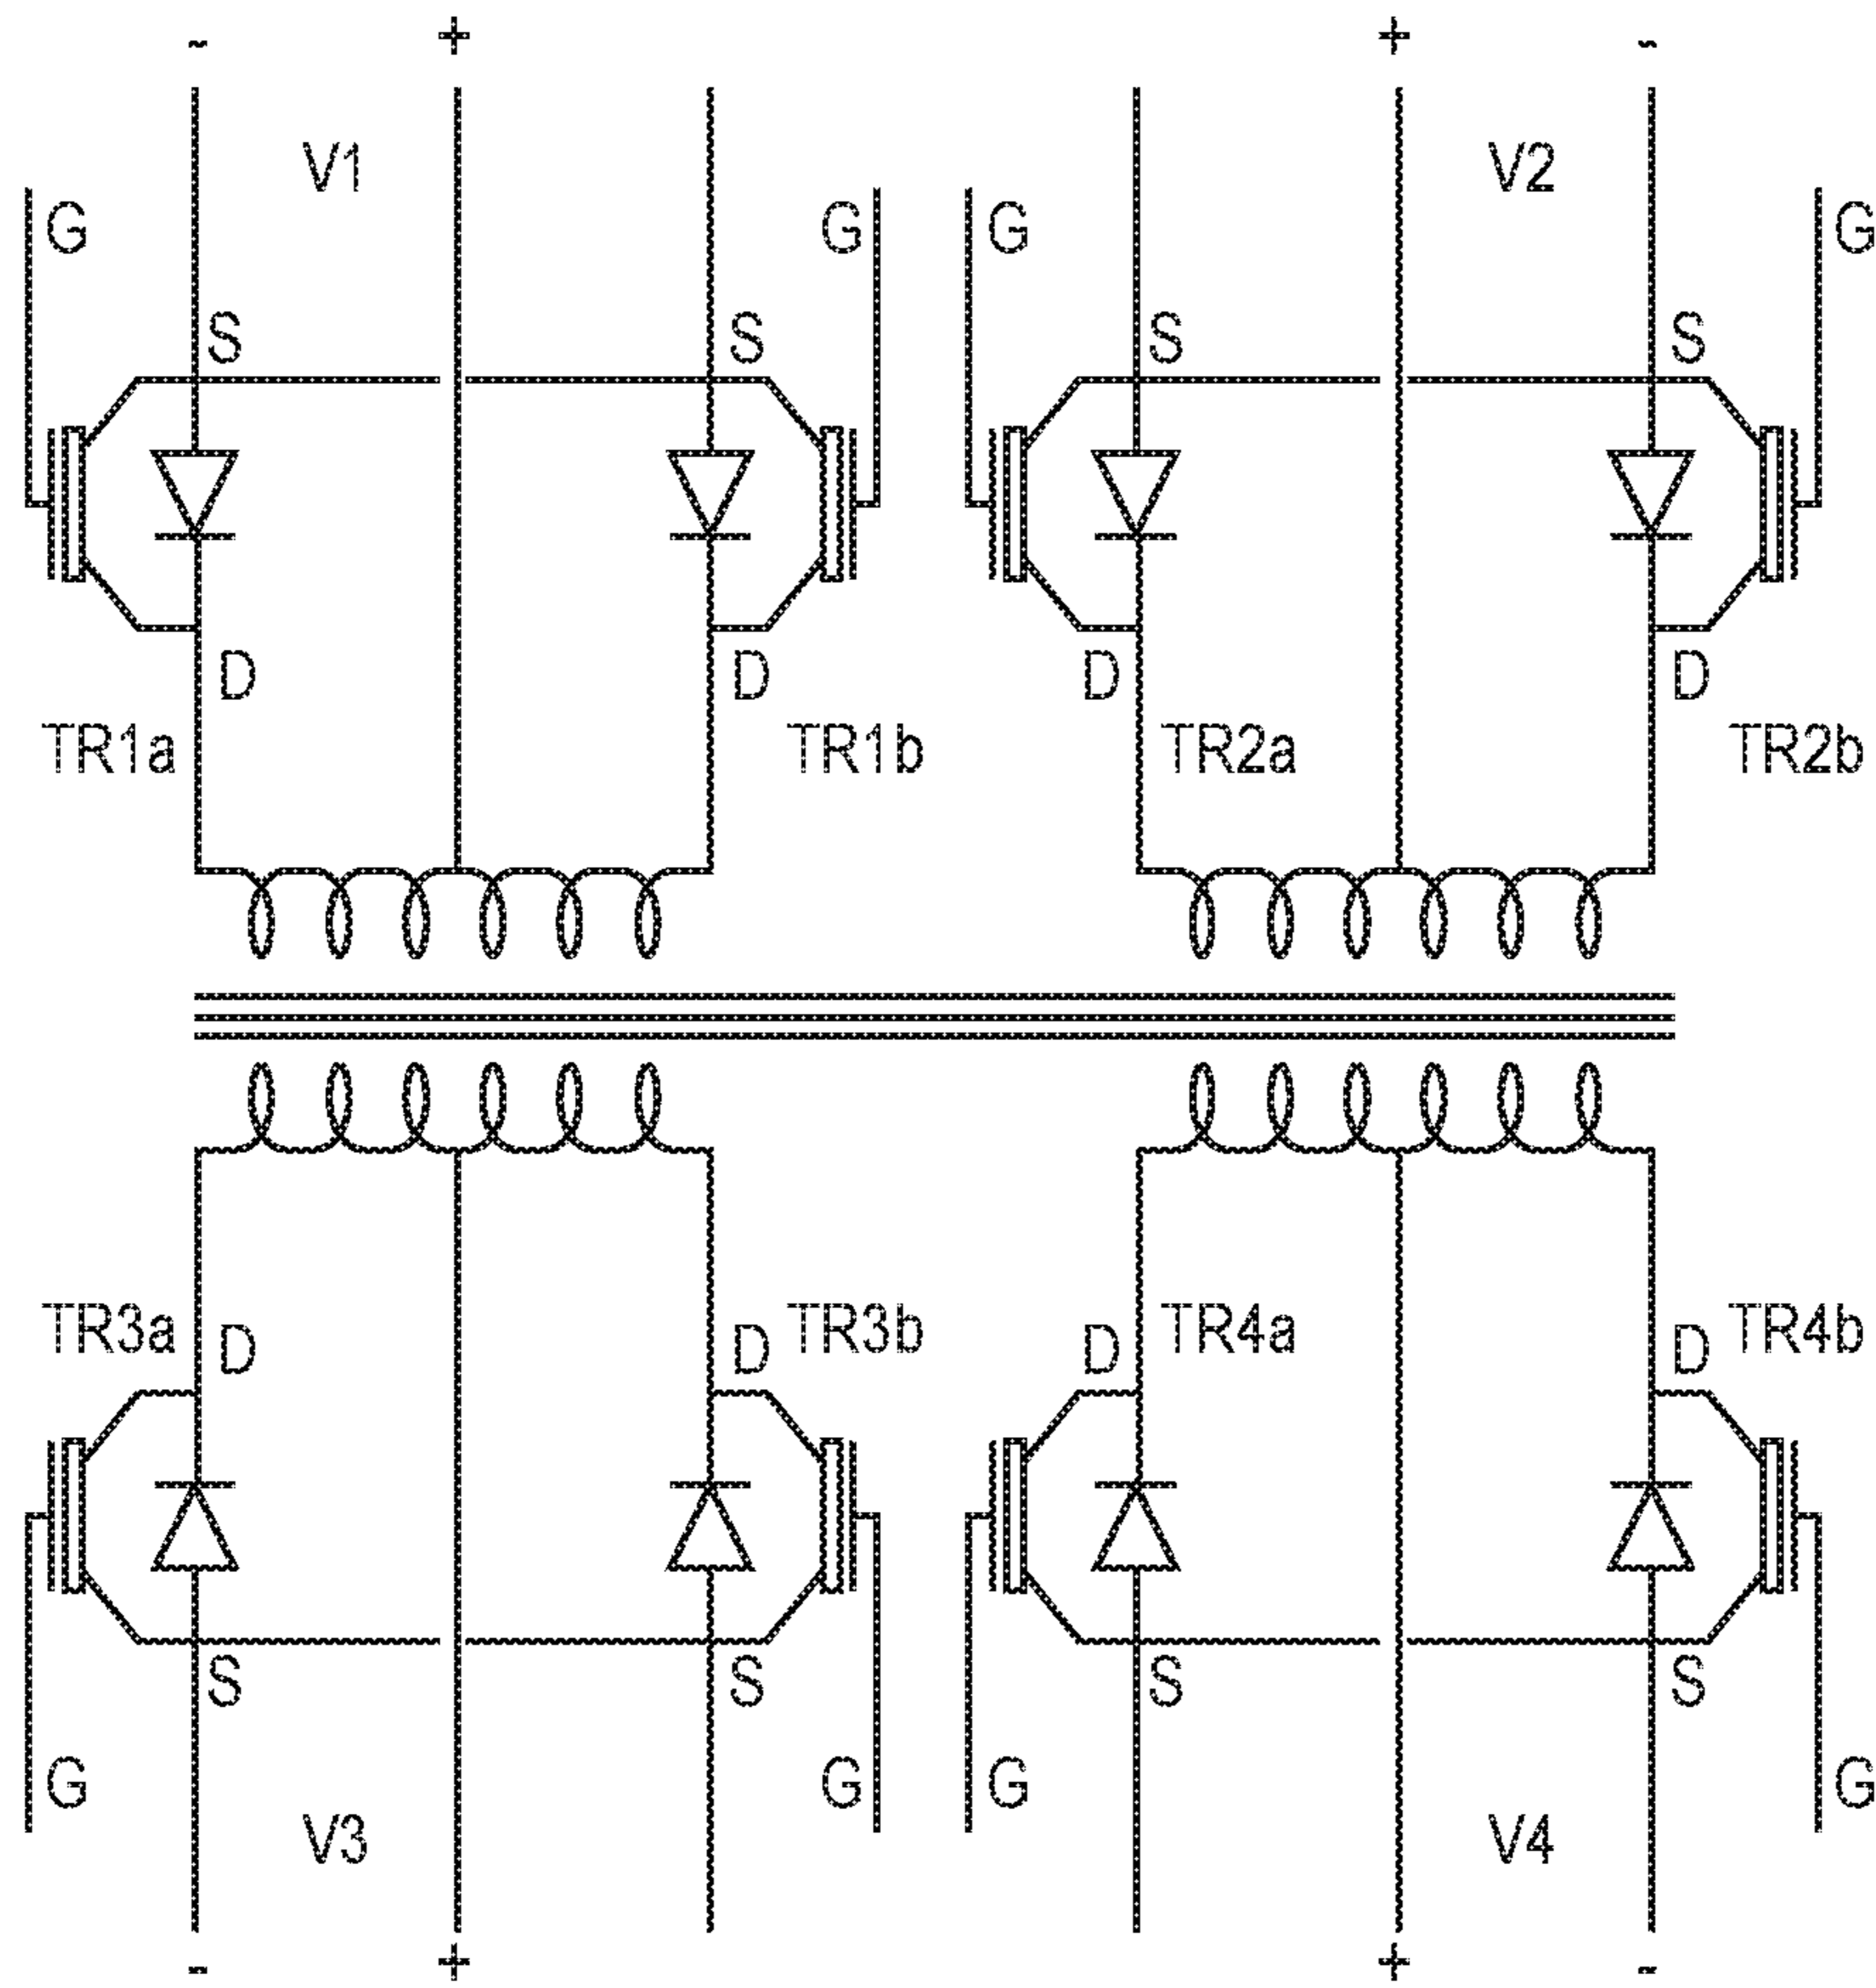 - + + -
V1 V2
G G G G
S S S S
D D D D
TR1a TR1b TR2a TR2b
TR3a D D TR3b D TR4a D TR4b
S S S S
G G G G
V3 V4
- + + -